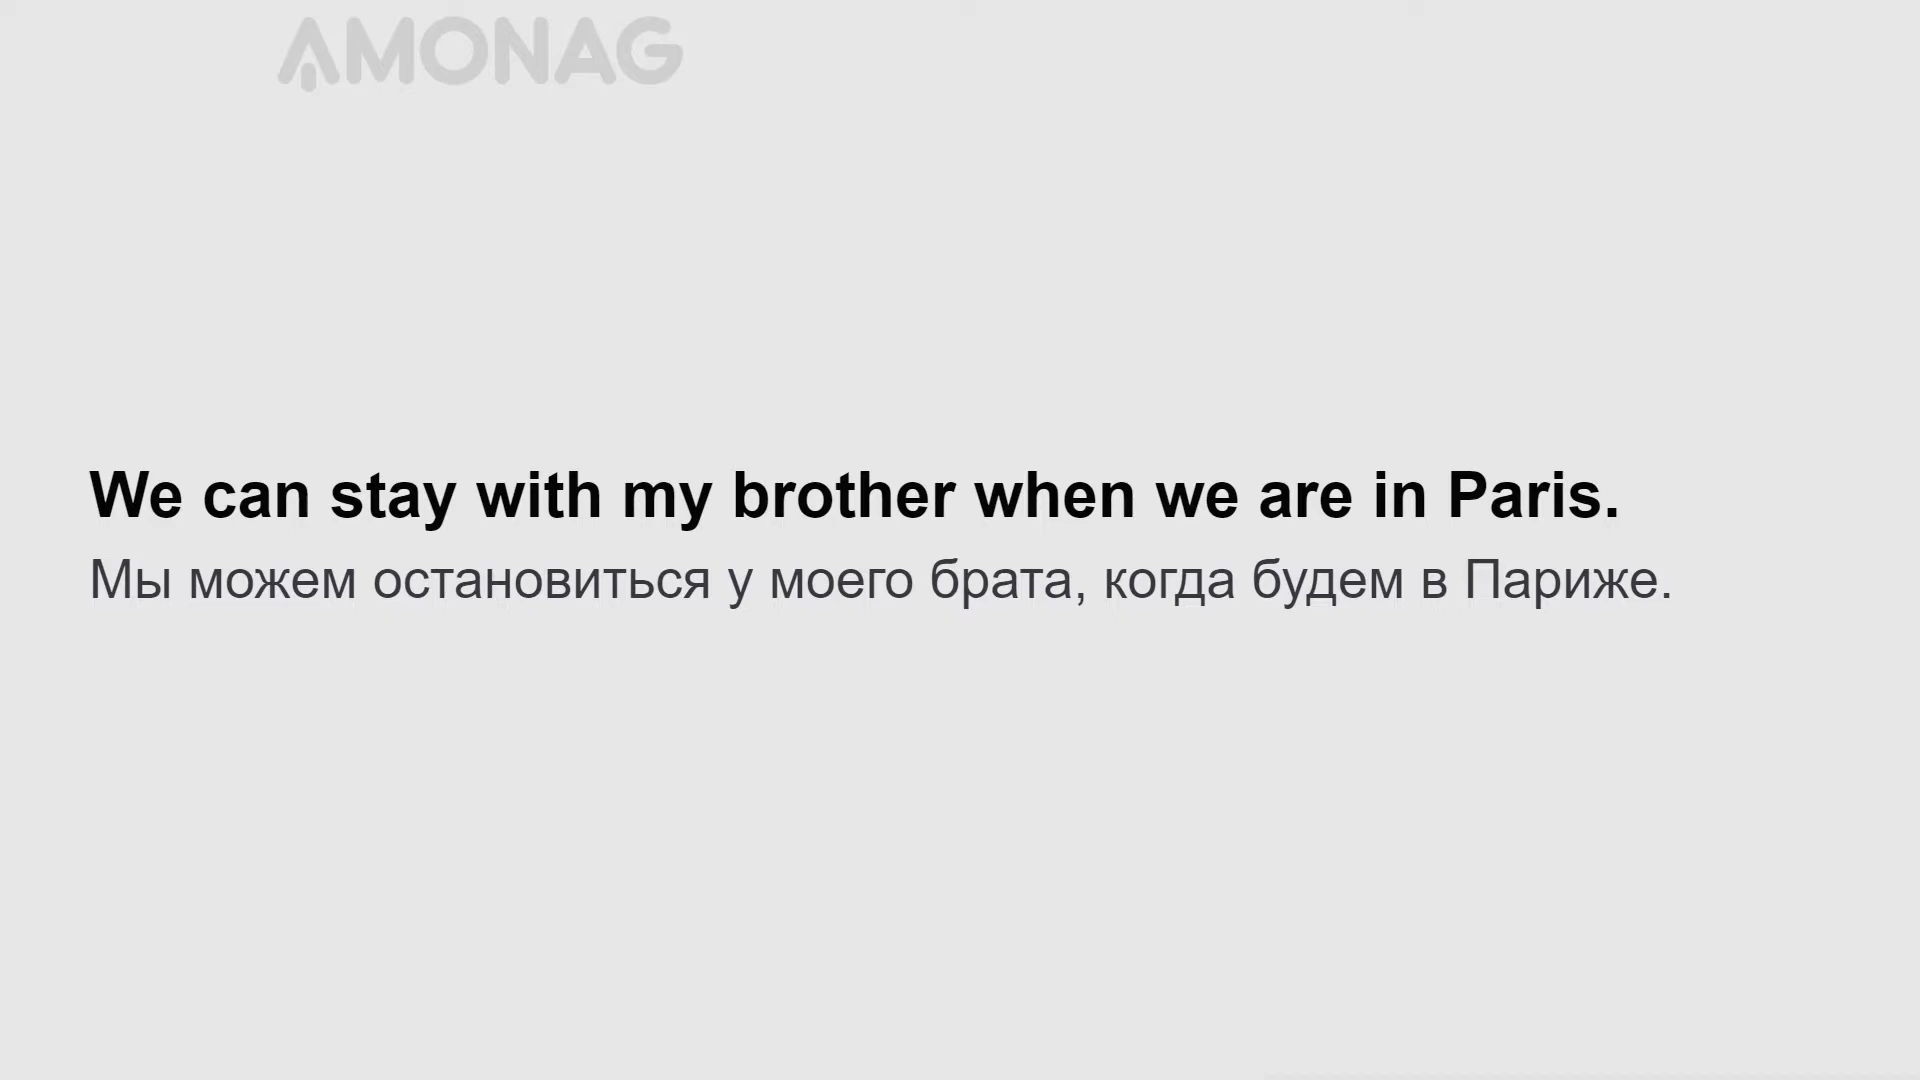 AMONAG
We can stay with my brother when we are in Paris.
Мы можем остановиться у моего брата, когда будем в Париже.